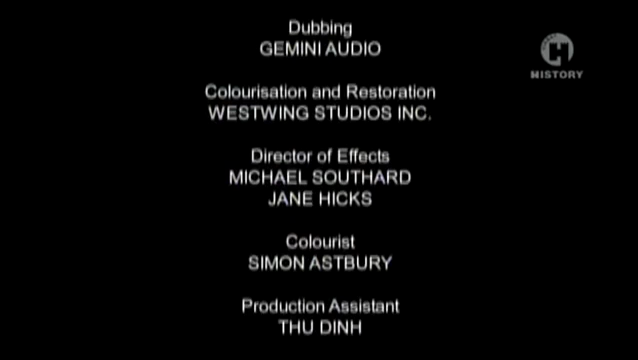 Dubbing
GEMINI AUDIO
HISTORY
Colourisation and Restoration
WESTWING STUDIOS INC.
Director of Effects
MICHAEL SOUTHARD
JANE HICKS
Colourist
SIMON ASTBURY
Production Assistant
THU DINH